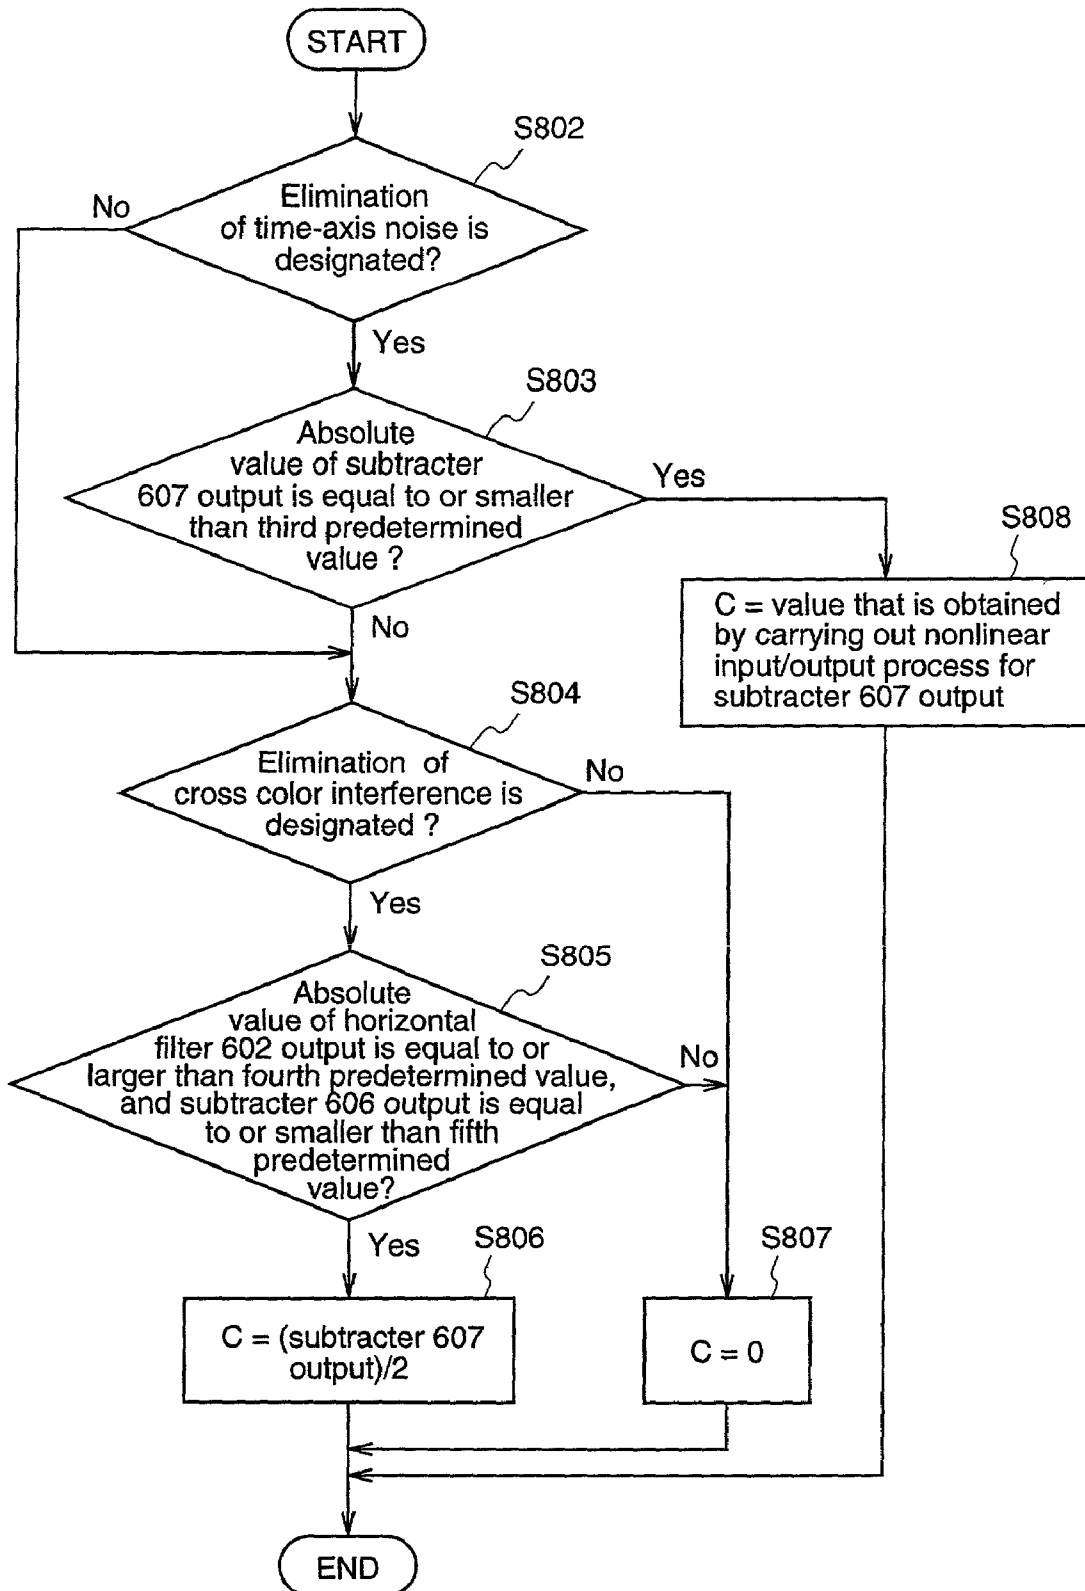 START
S802
Elimination
of time-axis noise is
designated?
No
Yes
S803
Absolute
value of subtracter
607 output is equal to or smaller
than third predetermined
value ?
Yes
No
S808
C = value that is obtained
by carrying out nonlinear
input/output process for
subtracter 607 output
S804
Elimination of
cross color interference is
designated ?
No
Yes
S805
Absolute
value of horizontal
filter 602 output is equal to or
larger than fourth predetermined value,
and subtracter 606 output is equal
to or smaller than fifth
predetermined
value?
No
Yes
S806
C = (subtracter 607
output)/2
S807
C = 0
END